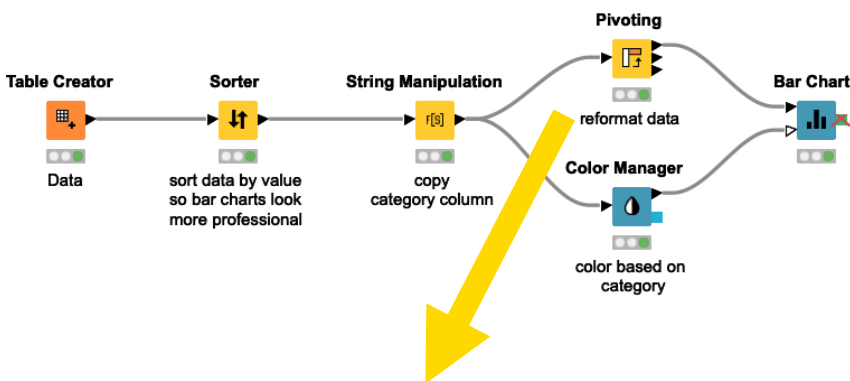 Pivoting
Table Creator
Sorter
String Manipulation
Bar Chart
f[s]
reformat data
Color Manager
Data
sort data by value
so bar charts look
more professional
copy
category column
color based on
category